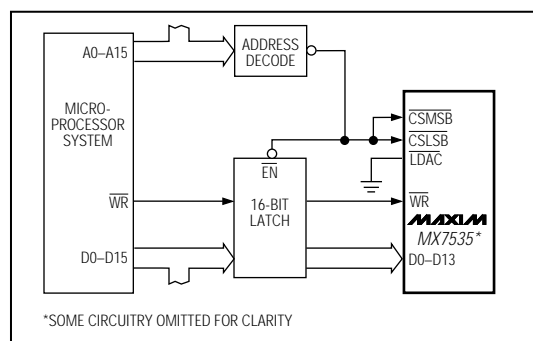 A0–A15
ADDRESS
DECODE
MICRO-
PROCESSOR
SYSTEM
CSMSB
CSLSB
LDAC
EN
WR
16-BIT
LATCH
WR
MAXIM
MX7535*
D0–D15
D0–D13
*SOME CIRCUITRY OMITTED FOR CLARITY